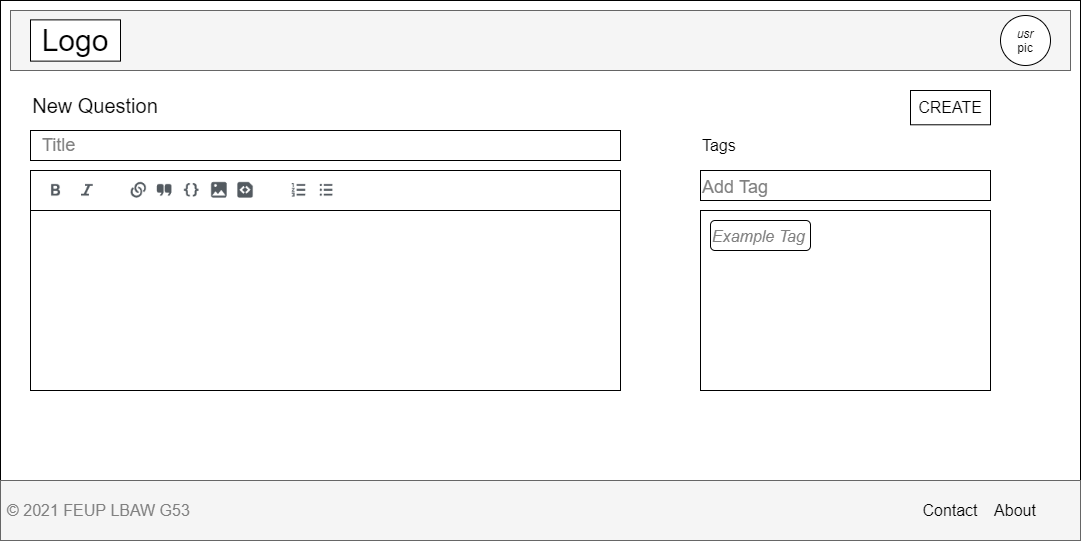 Logo
usr
pic
New Question
CREATE
Title
Tags
B I
Add Tag
Example Tag
© 2021 FEUP LBAW G53
Contact About